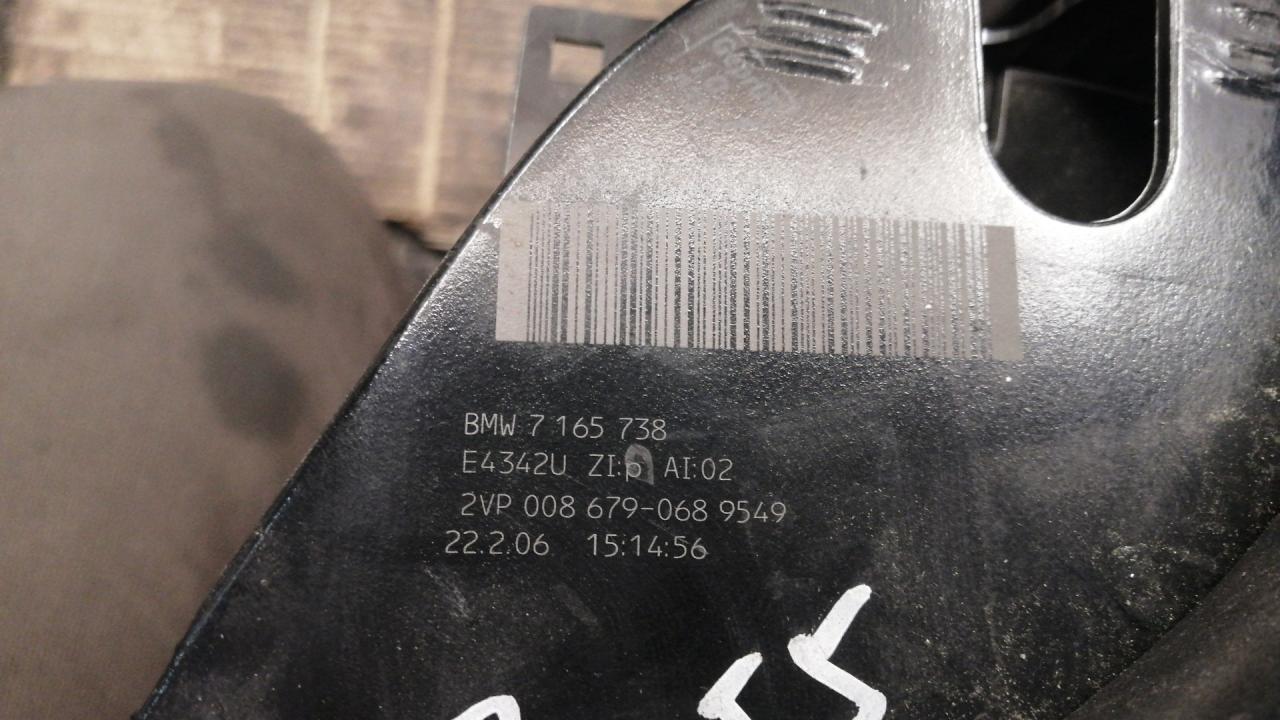 BMW 7 165 738
E4342U ZI:p AI:02
2VP 008 679-068 9549
22.2.06 15:14:56